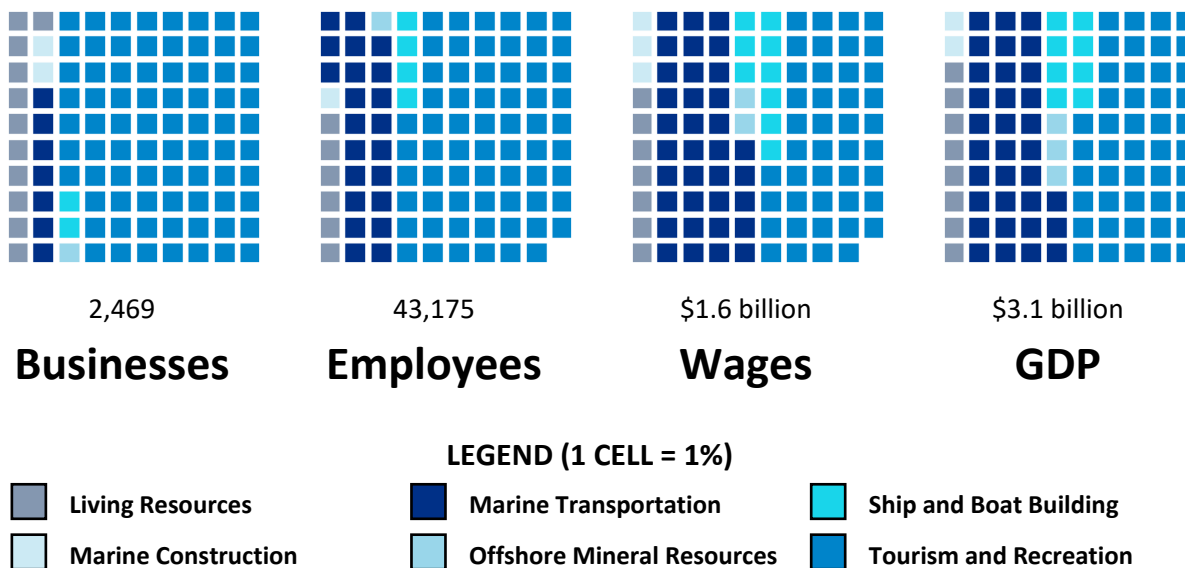 2,469 43,175 $1.6 billion $3.1 billion
Businesses Employees Wages GDP
LEGEND (1 CELL = 1%)
Living Resources Marine Transportation Ship and Boat Building
Marine Construction Offshore Mineral Resources Tourism and Recreation